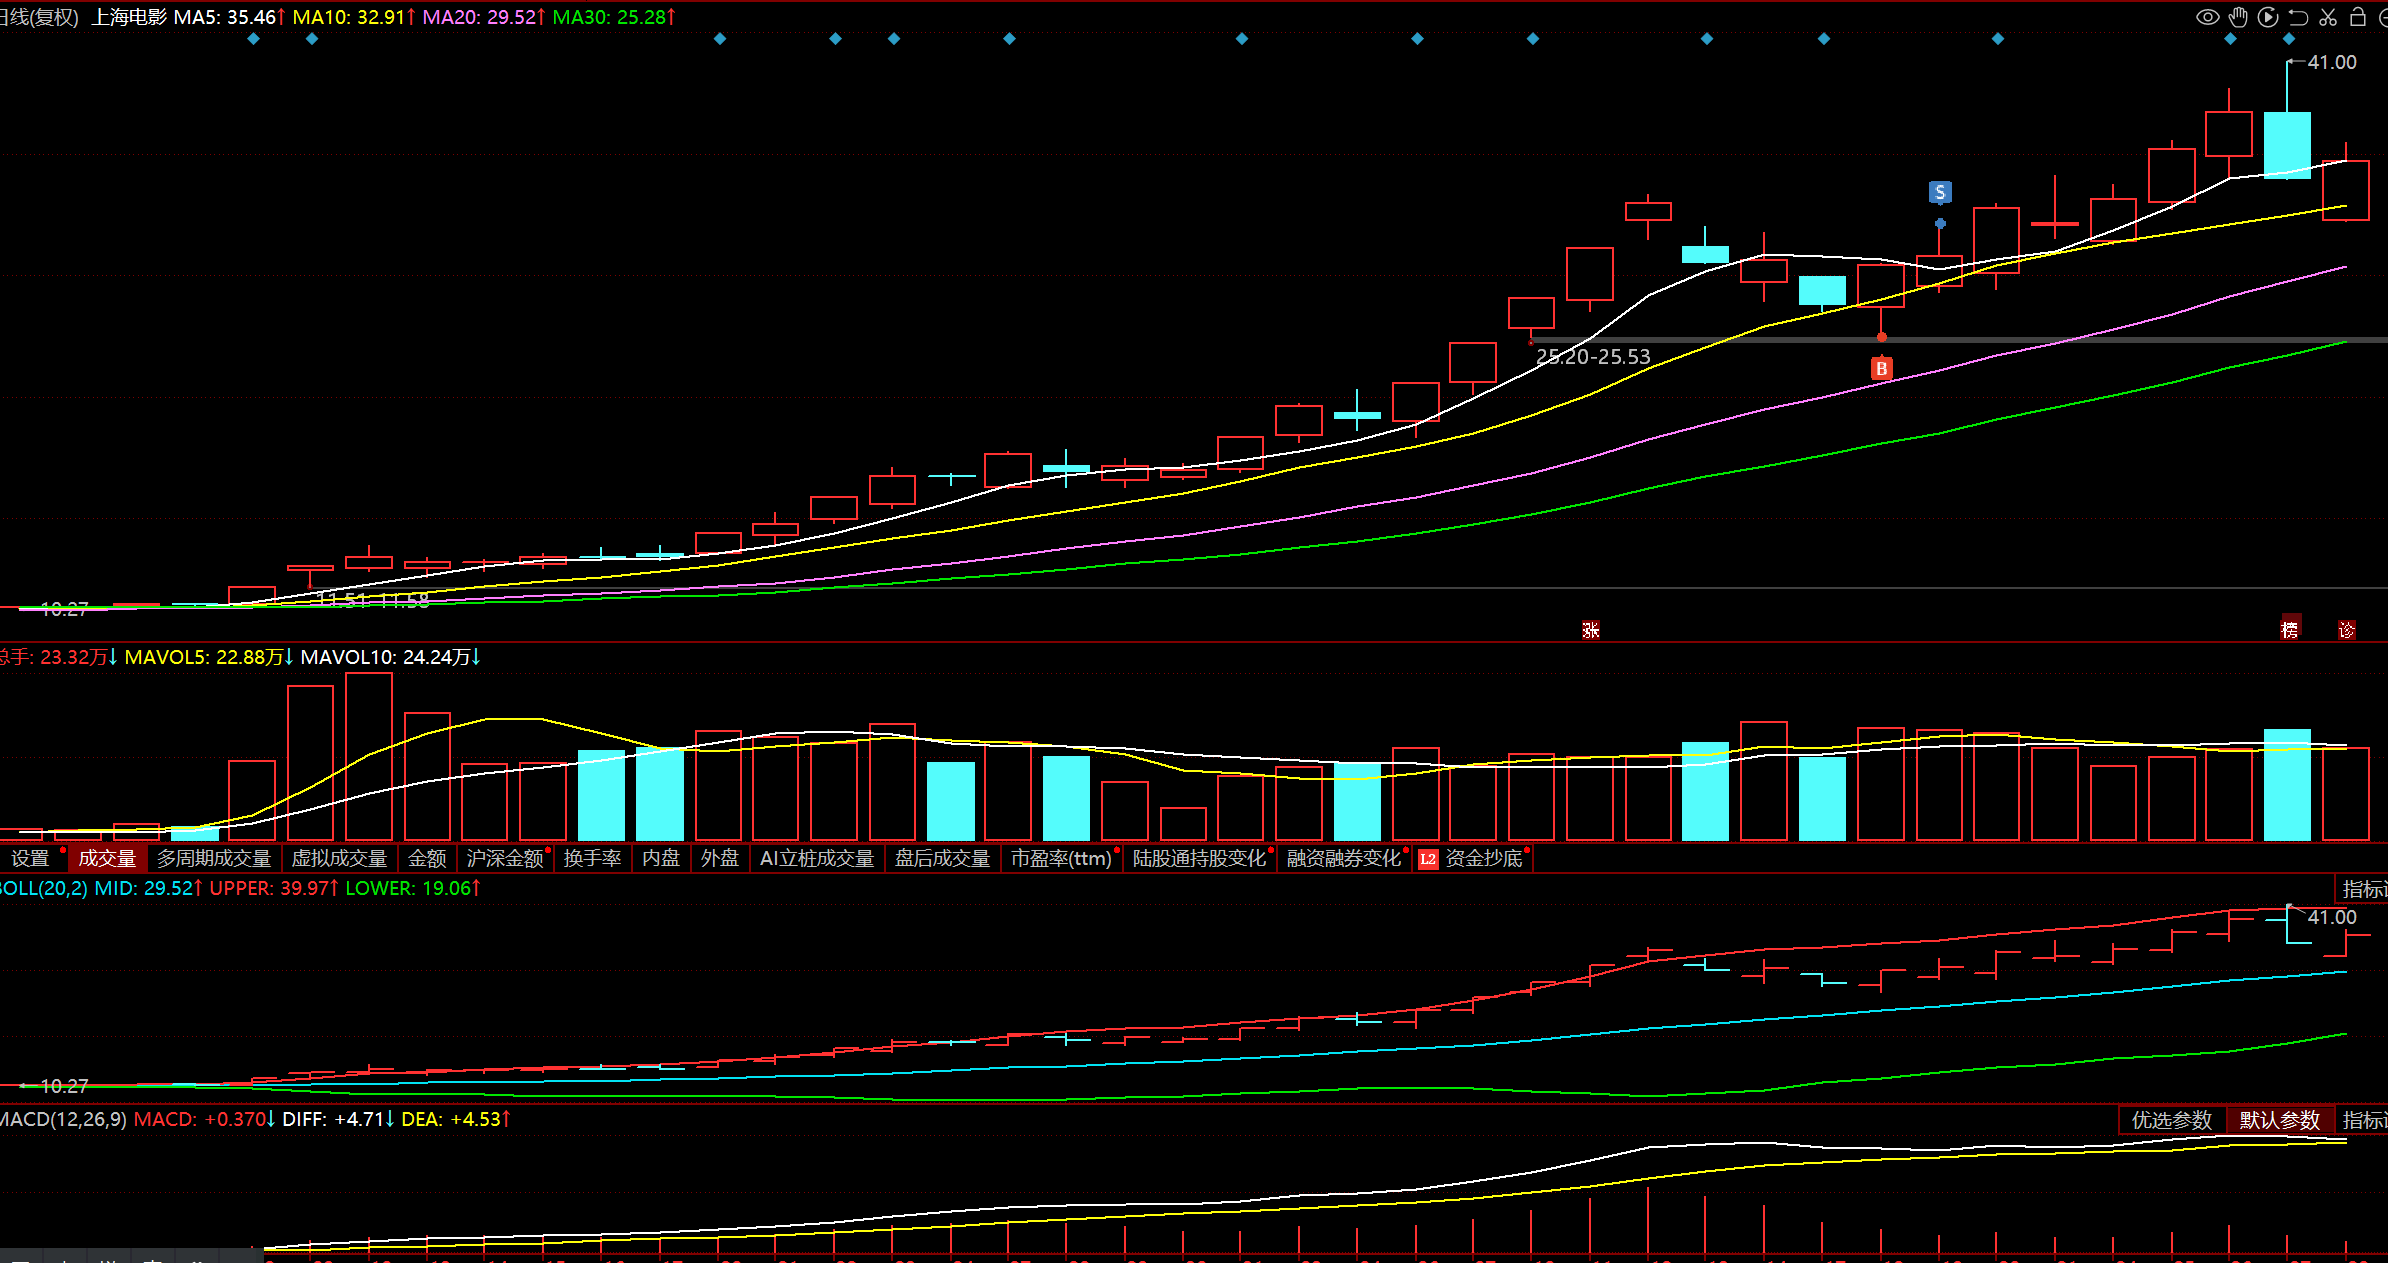 日线(复权) 上海电影 MA5: 35.46↑ MA10: 32.91↑ MA20: 29.52↑ MA30: 25.28↑
41.00
S
25.20-25.53
B
11.51-11.58
10.27
涨 榜 诊
总手: 23.32万↓ MAVOL5: 22.88万↓ MAVOL10: 24.24万↓
设置 成交量 多周期成交量 虚拟成交量 金额 沪深金额 换手率 内盘 外盘 AI立桩成交量 盘后成交量 市盈率(ttm) 陆股通持股变化 融资融券变化 L2 资金抄底
BOLL(20,2) MID: 29.52↑ UPPER: 39.97↑ LOWER: 19.06↑ 指标
41.00
10.27
MACD(12,26,9) MACD: +0.370↓ DIFF: +4.71↓ DEA: +4.53↑ 优选参数 默认参数 指标